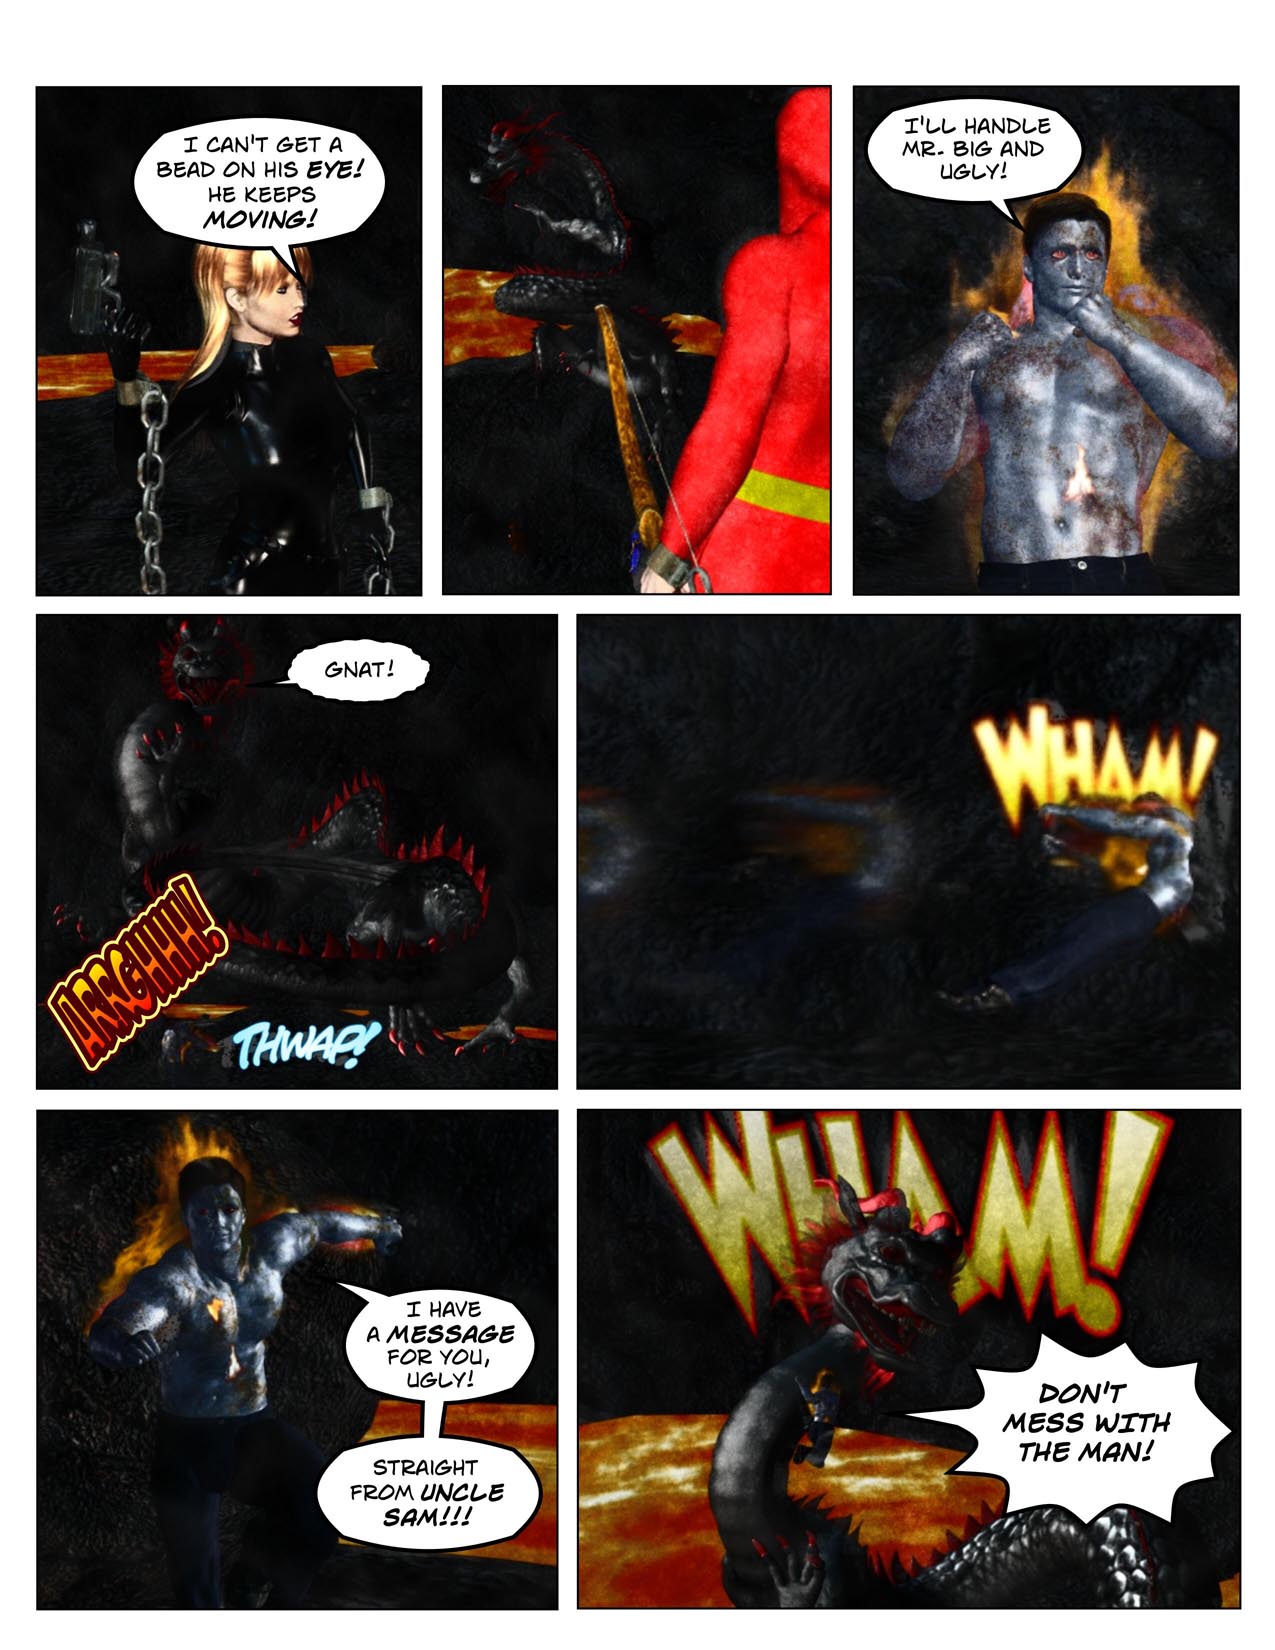 I CAN'T GET A
BEAD ON HIS EYE!
HE KEEPS
MOVING!
I'LL HANDLE
MR. BIG AND
UGLY!
GNAT!
ARRGHHH!
THWAP!
WHAM!
I HAVE
A MESSAGE
FOR YOU,
UGLY!
STRAIGHT
FROM UNCLE
SAM!!!
WHAM!
DON'T
MESS WITH
THE MAN!